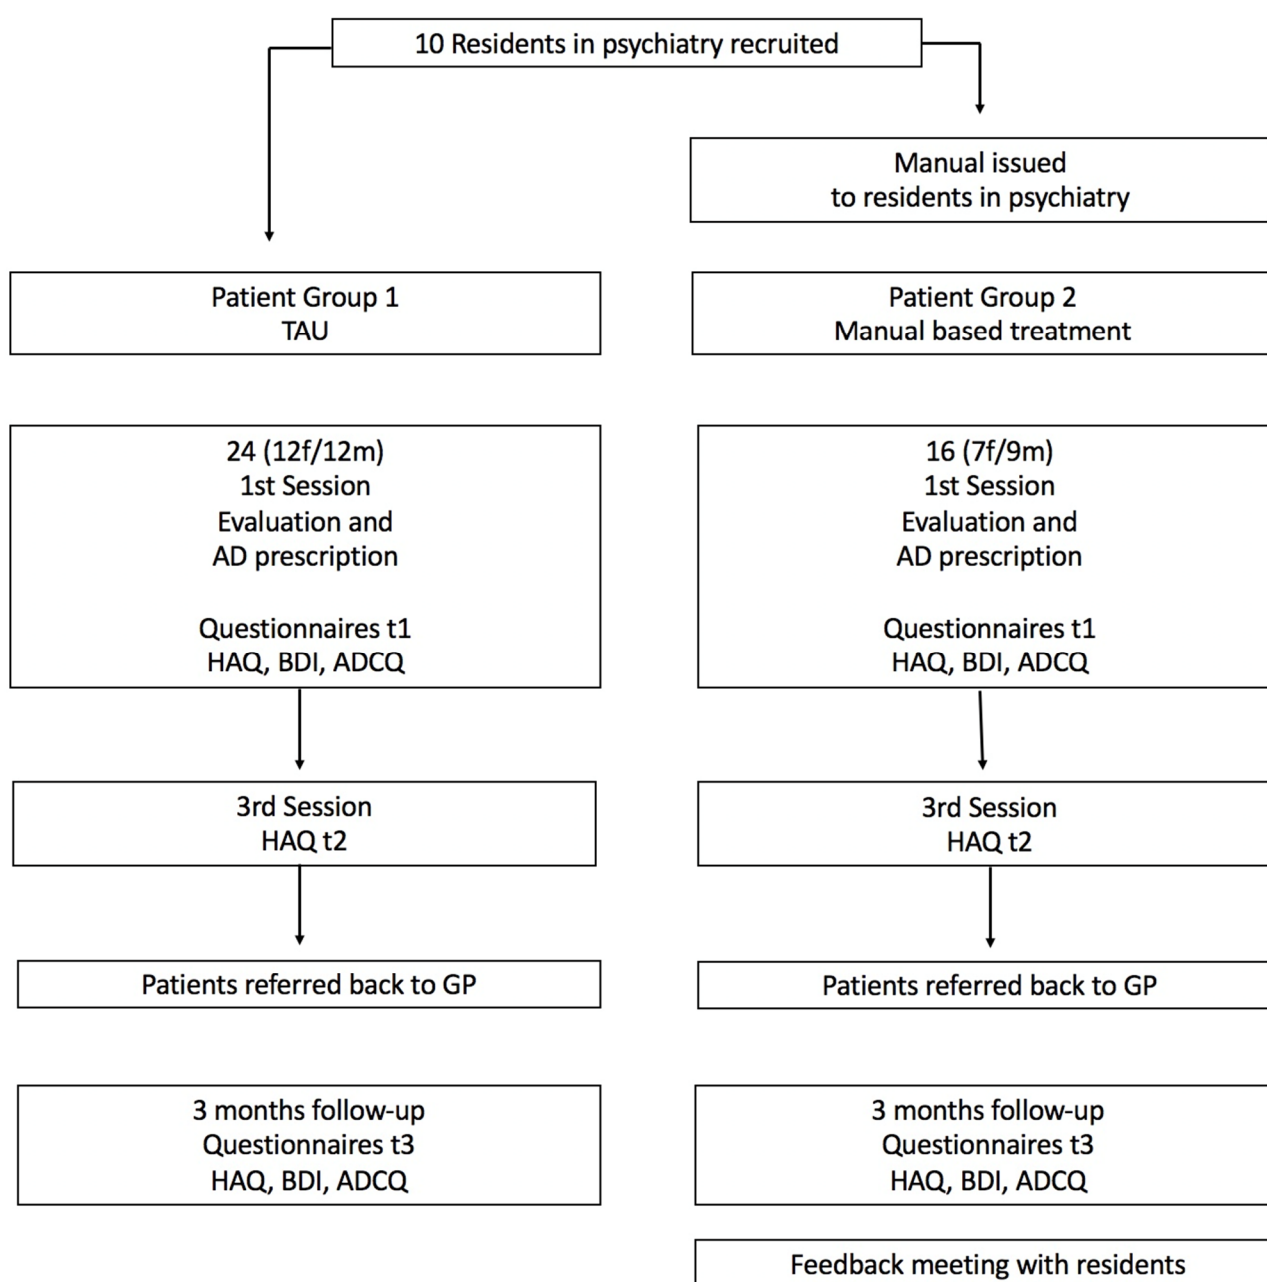 10 Residents in psychiatry recruited
Manual issued
to residents in psychiatry
Patient Group 1
TAU
Patient Group 2
Manual based treatment
24 (12f/12m)
1st Session
Evaluation and
AD prescription
Questionnaires t1
HAQ, BDI, ADCQ
16 (7f/9m)
1st Session
Evaluation and
AD prescription
Questionnaires t1
HAQ, BDI, ADCQ
3rd Session
HAQ t2
3rd Session
HAQ t2
Patients referred back to GP
Patients referred back to GP
3 months follow-up
Questionnaires t3
HAQ, BDI, ADCQ
3 months follow-up
Questionnaires t3
HAQ, BDI, ADCQ
Feedback meeting with residents